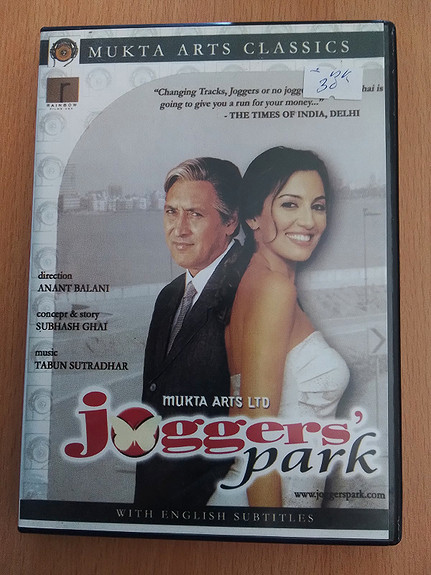 MUKTA ARTS CLASSICS
RAINBOW
"Changing Tracks, Joggers or no
going to give you a run for your money..."
- THE TIMES OF INDIA, DELHI
direction
ANANT BALANI
concept & story
SUBHASH GHAI
music
TABUN SUTRADHAR
MUKTA ARTS LTD
joggers'
park
www.joggerspark.com
WITH ENGLISH SUBTITLES